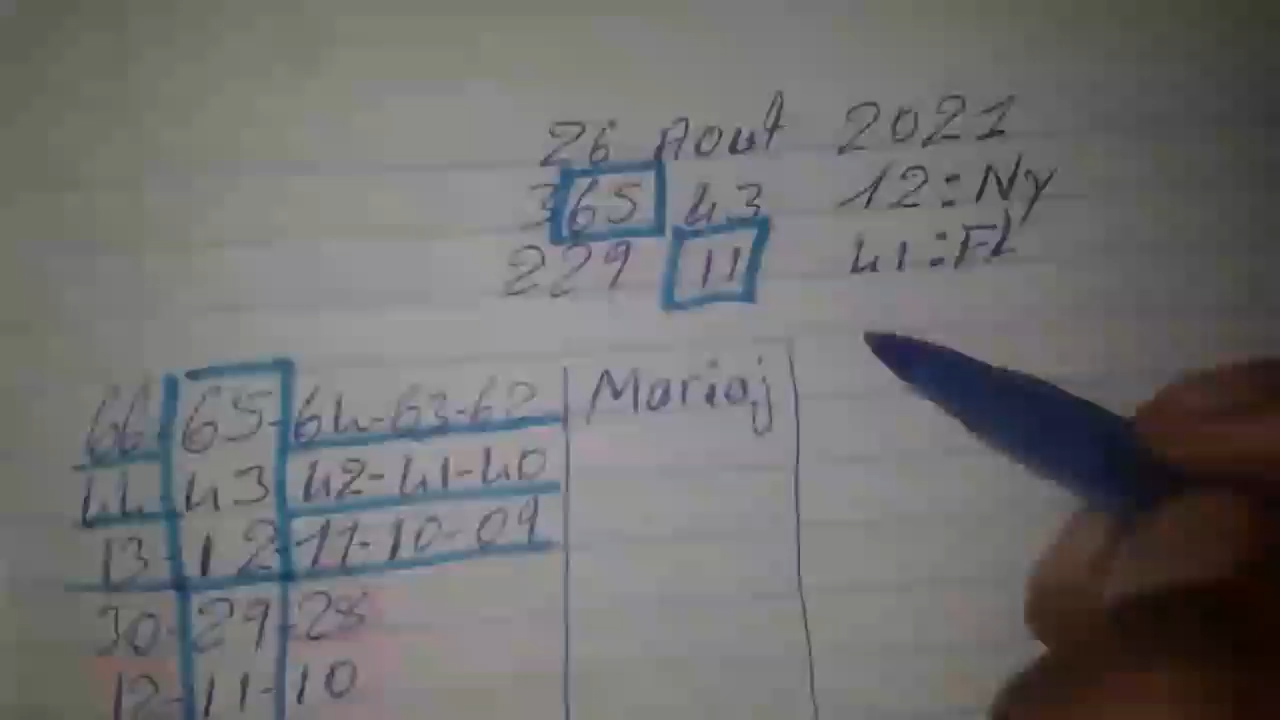 26 Aout 2021
365 43 12:NY
229 11 41:FL
66 65-64-63-62 Mariaj
44 43 42-41-40
13-12-11-10-09
30-29-28
12-11-10